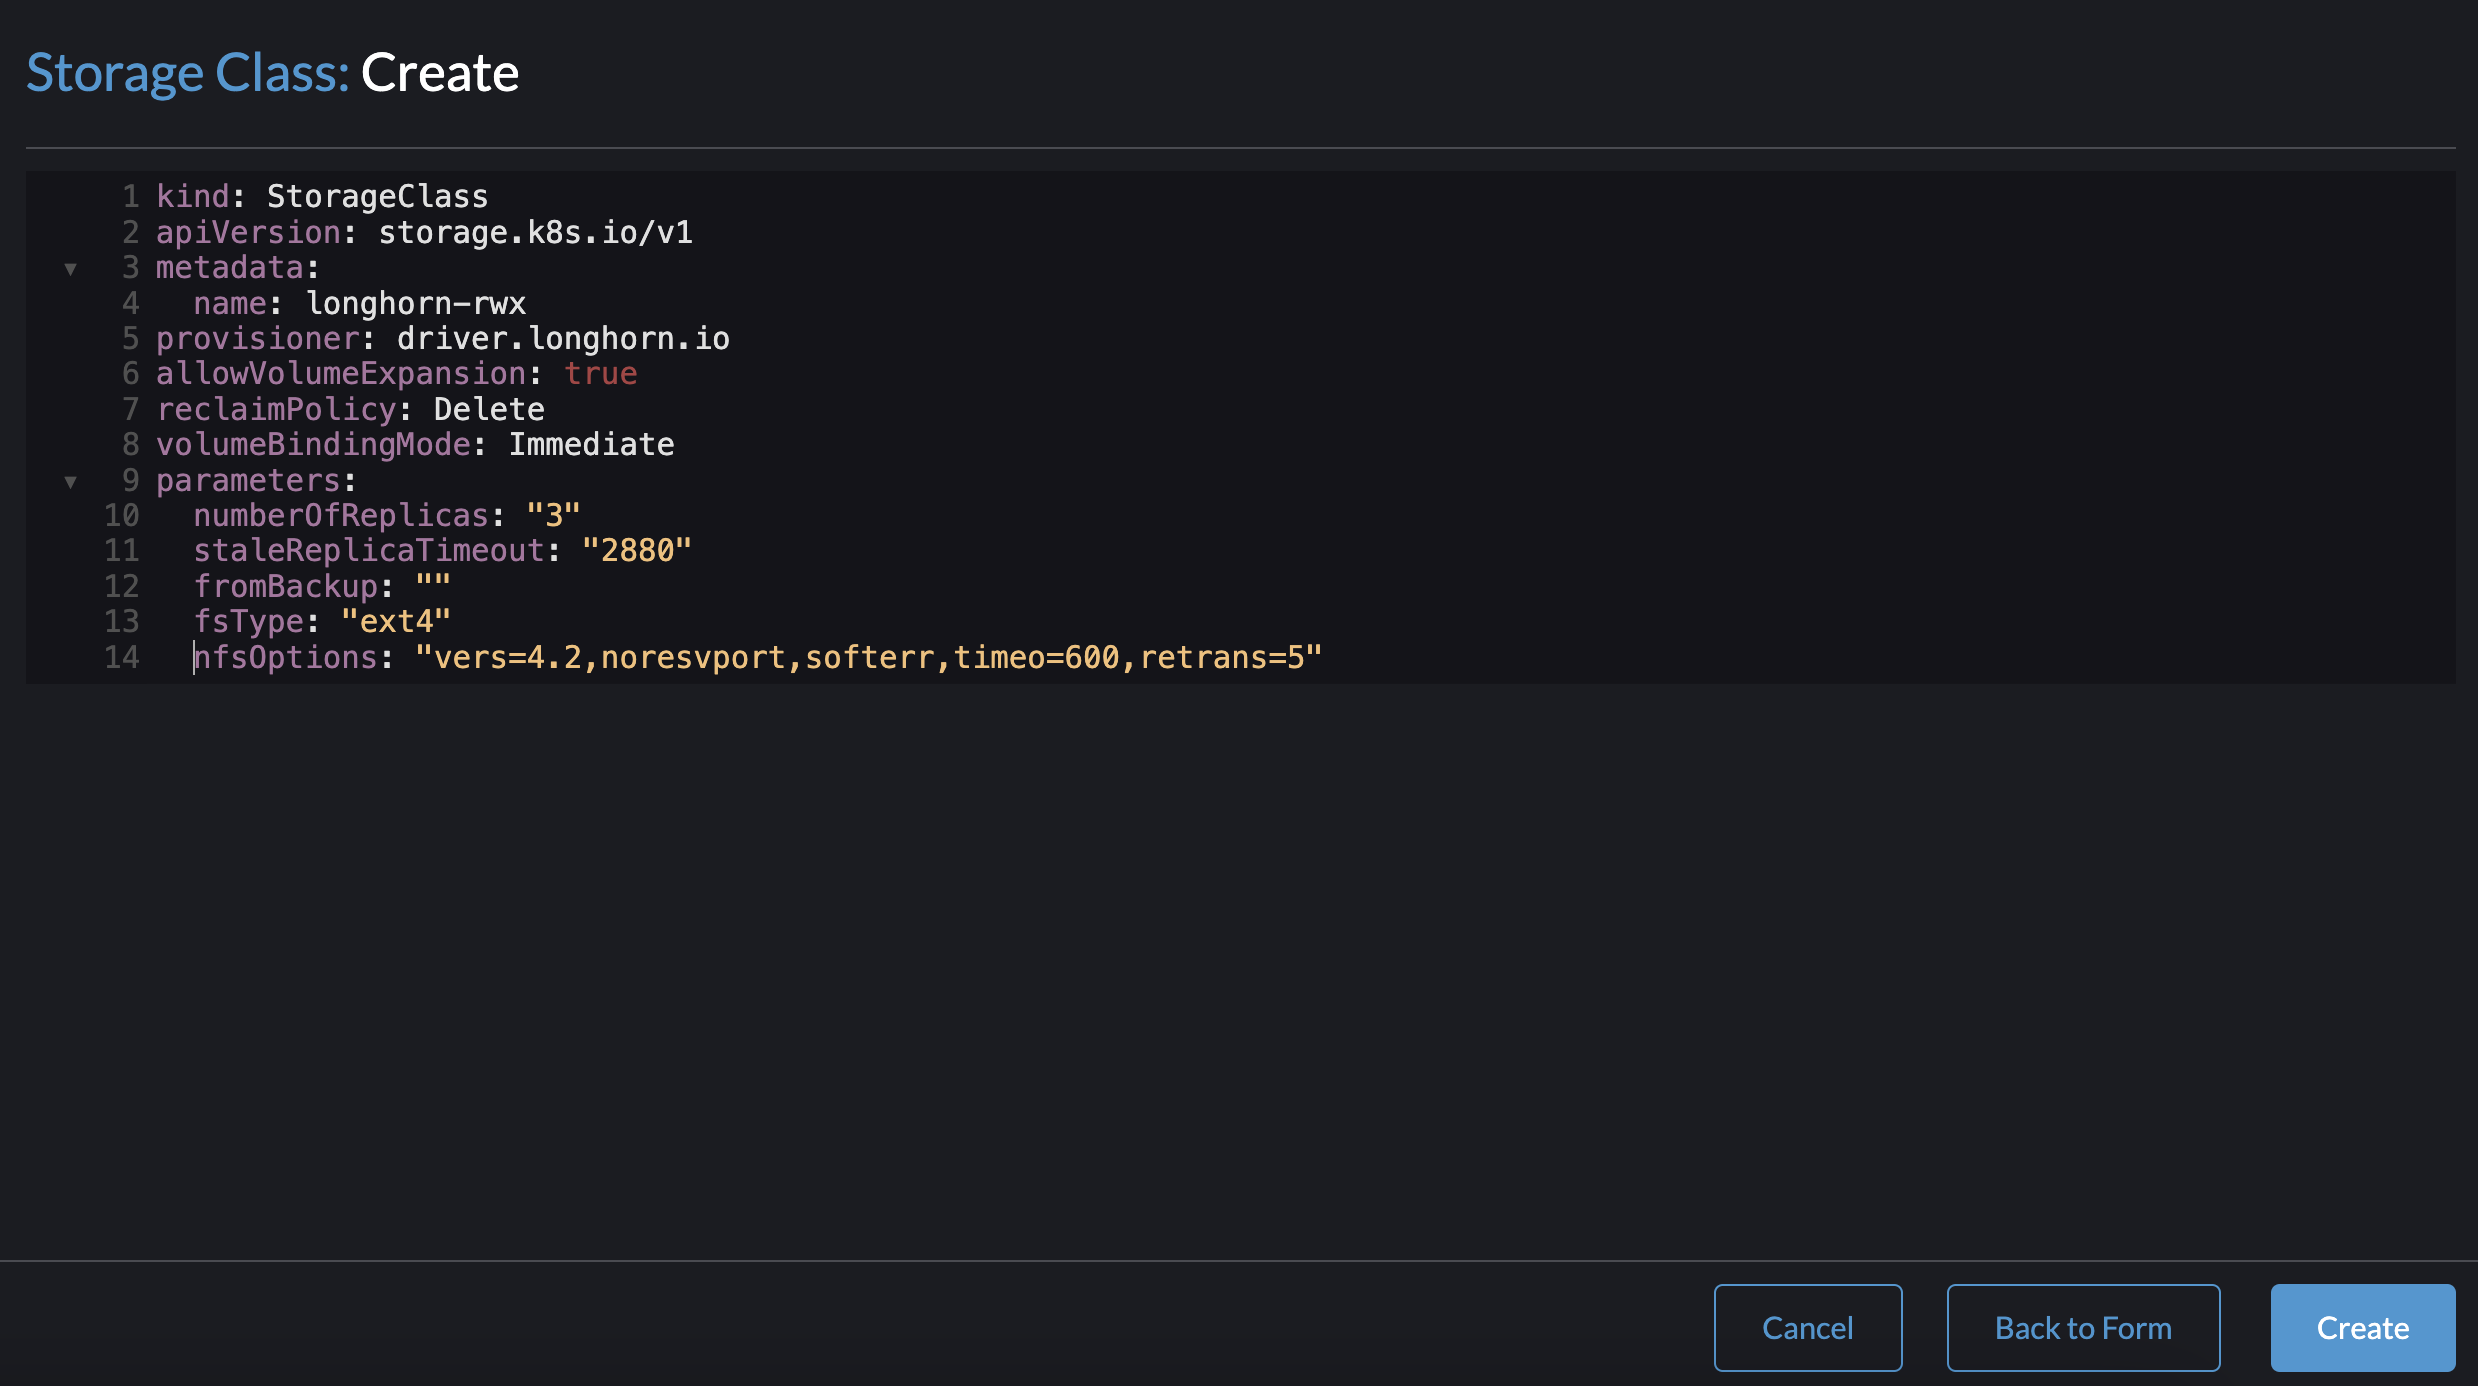 Storage Class: Create
1 kind: StorageClass
2 apiVersion: storage.k8s.io/v1
3 metadata:
4   name: longhorn-rwx
5 provisioner: driver.longhorn.io
6 allowVolumeExpansion: true
7 reclaimPolicy: Delete
8 volumeBindingMode: Immediate
9 parameters:
10   numberOfReplicas: "3"
11   staleReplicaTimeout: "2880"
12   fromBackup: ""
13   fsType: "ext4"
14   nfsOptions: "vers=4.2,noresvport,softerr,timeo=600,retrans=5"
Cancel Back to Form Create